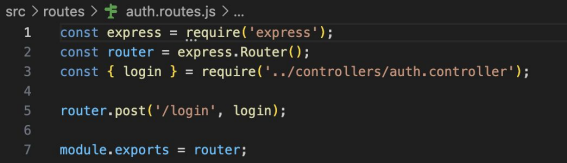 src > routes > auth.routes.js > ...
1 const express = require('express');
2 const router = express.Router();
3 const { login } = require('../controllers/auth.controller');
4
5 router.post('/login', login);
6
7 module.exports = router;